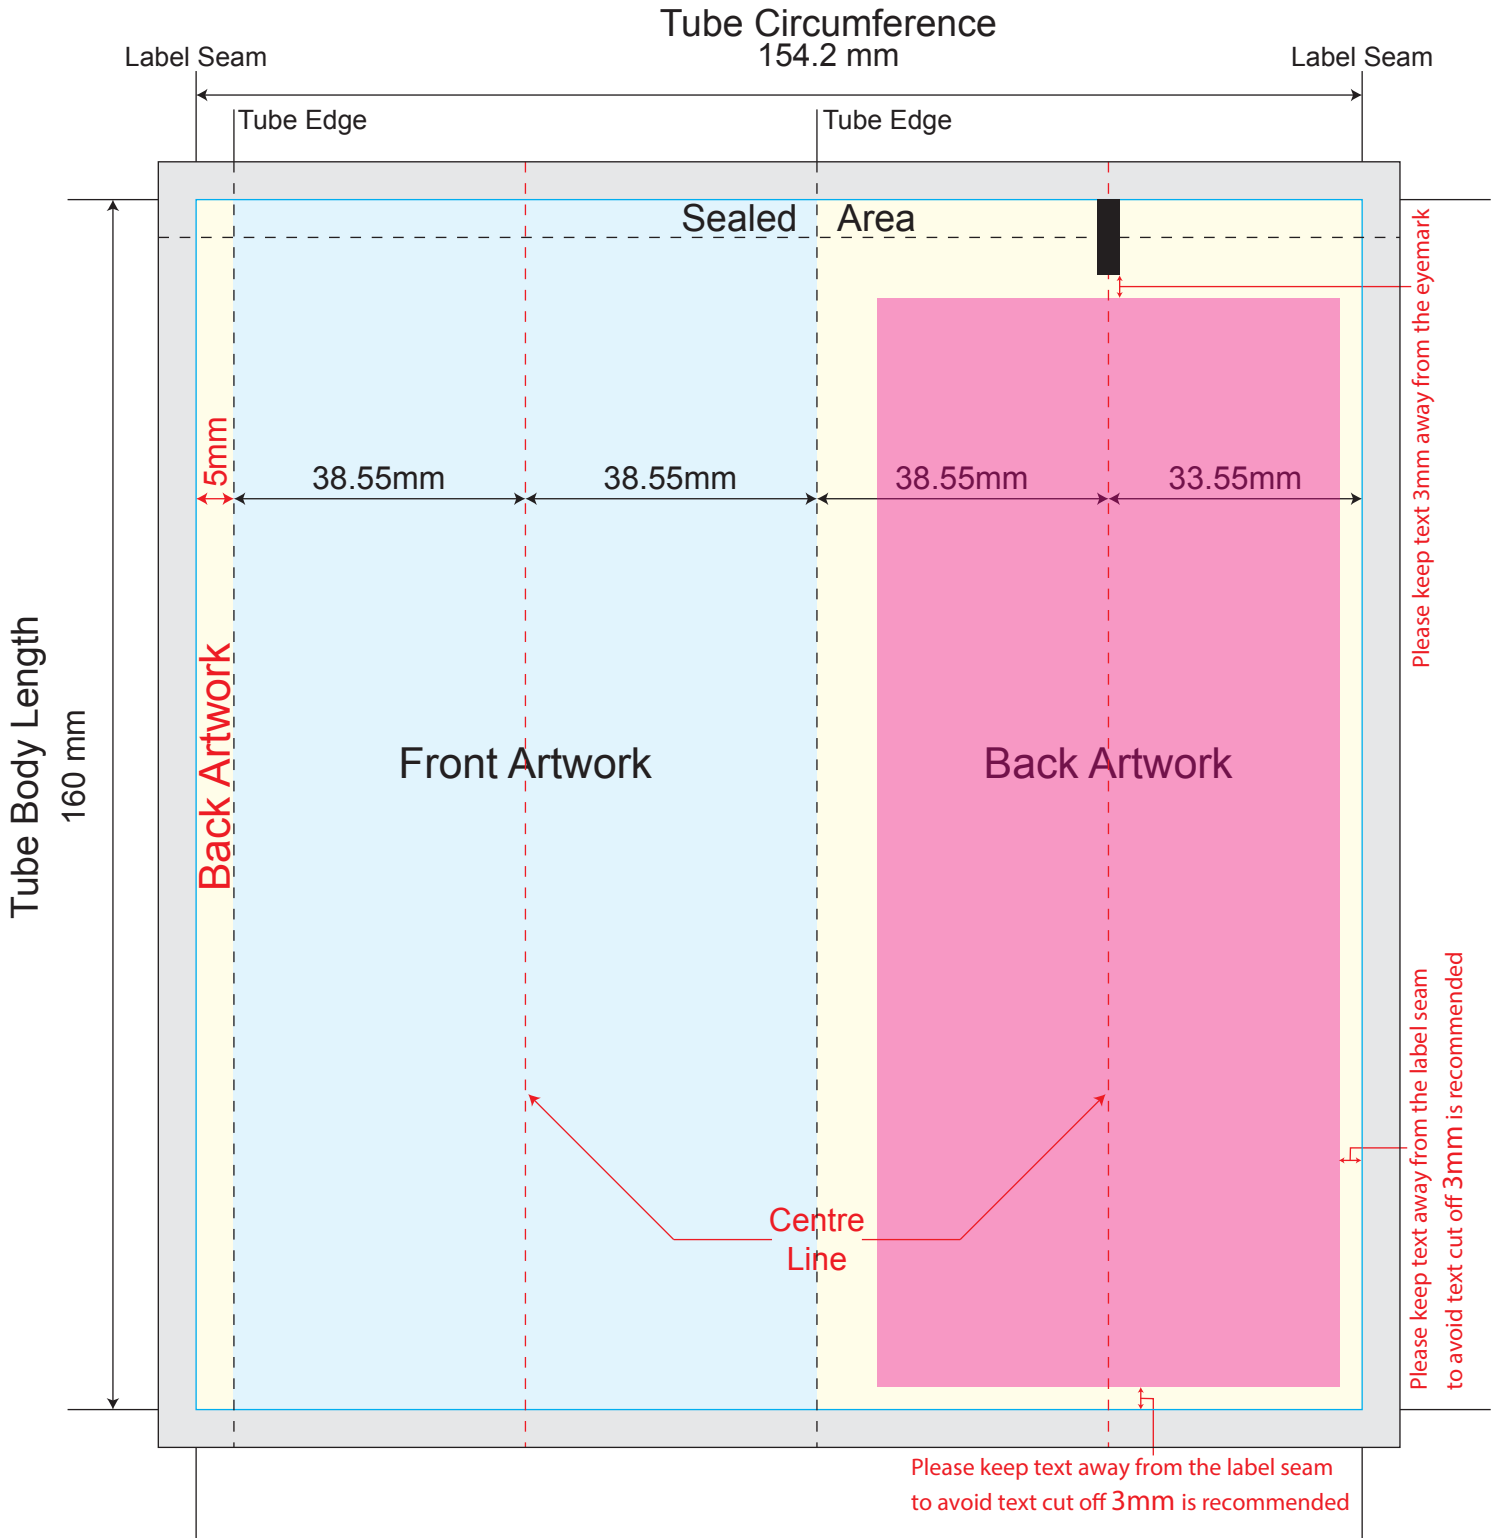 Tube Circumference
154.2 mm
Label Seam
Label Seam
Tube Edge
Tube Edge
Sealed Area
Please keep text 3mm away from the eyemark
5mm
38.55mm
38.55mm
38.55mm
33.55mm
Tube Body Length
160 mm
Back Artwork
Front Artwork
Back Artwork
Centre
Line
Please keep text away from the label seam
to avoid text cut off 3mm is recommended
Please keep text away from the label seam
to avoid text cut off 3mm is recommended